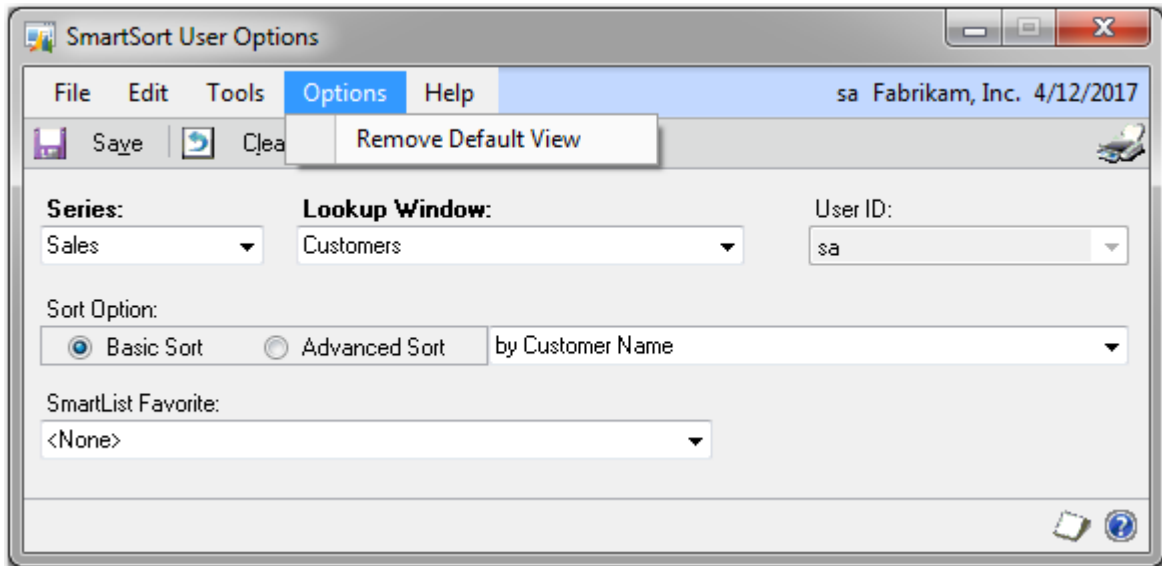 SmartSort User Options
File Edit Tools Options Help sa Fabrikam, Inc. 4/12/2017
Save Clea Remove Default View
Series: Lookup Window: User ID:
Sales Customers sa
Sort Option:
Basic Sort Advanced Sort by Customer Name
SmartList Favorite:
<None>